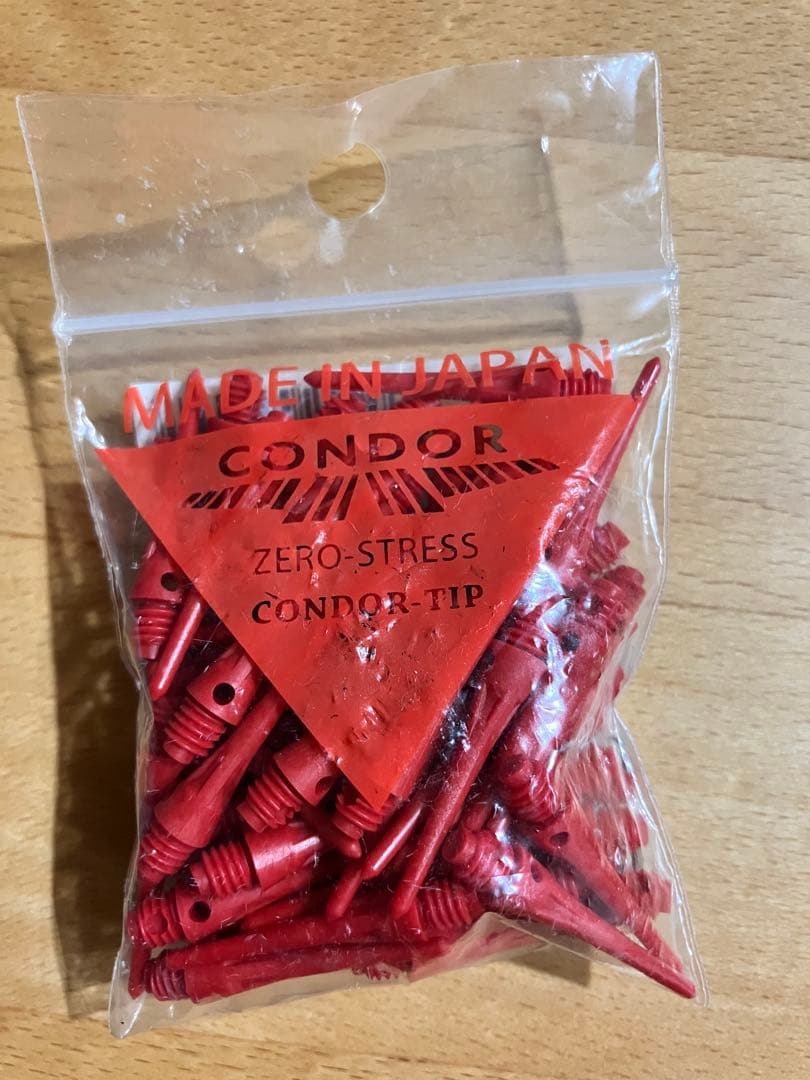 MADE IN JAPAN
CONDOR
ZERO-STRESS
CONDOR-TIP